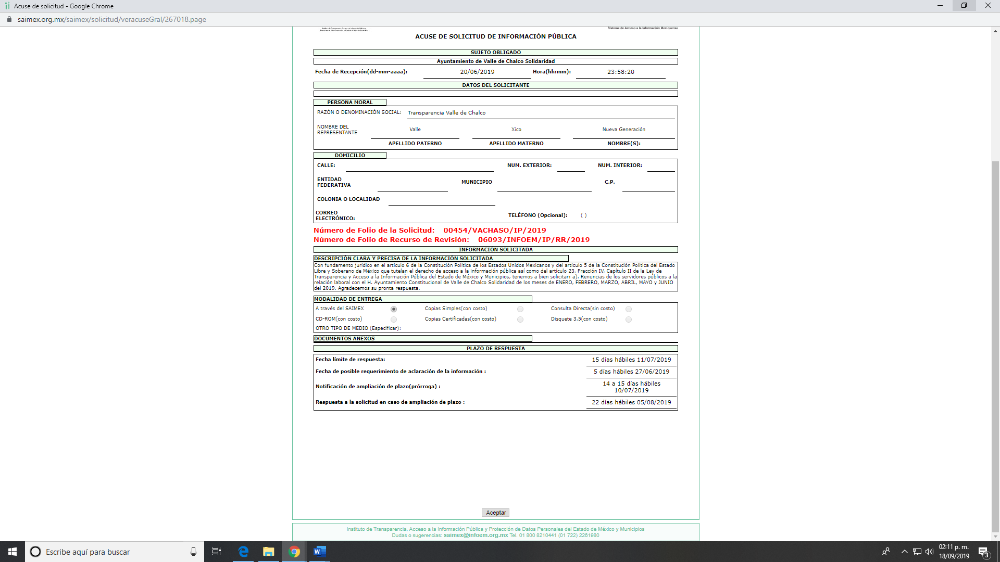 Acuse de solicitud - Google Chrome
saimex.org.mx/saimex/solicitud/veracuseGral/267018.page
Instituto de Transparencia, Acceso a la Información Pública y
Protección de Datos Personales del Estado de México y Municipios
Sistema de Acceso a la Información Mexiquense
ACUSE DE SOLICITUD DE INFORMACIÓN PÚBLICA
SUJETO OBLIGADO
Ayuntamiento de Valle de Chalco Solidaridad
Fecha de Recepción(dd-mm-aaaa): 20/06/2019 Hora(hh:mm): 23:58:20
DATOS DEL SOLICITANTE
PERSONA MORAL
RAZÓN O DENOMINACIÓN SOCIAL: Transparencia Valle de Chalco
NOMBRE DEL
REPRESENTANTE Valle Xico Nueva Generación
APELLIDO PATERNO APELLIDO MATERNO NOMBRE(S):
DOMICILIO
CALLE: NUM. EXTERIOR: NUM. INTERIOR:
ENTIDAD
FEDERATIVA MUNICIPIO C.P.
COLONIA O LOCALIDAD
CORREO
ELECTRÓNICO: TELÉFONO (Opcional): ( )
Número de Folio de la Solicitud: 00454/VACHASO/IP/2019
Número de Folio de Recurso de Revisión: 06093/INFOEM/IP/RR/2019
INFORMACIÓN SOLICITADA
DESCRIPCIÓN CLARA Y PRECISA DE LA INFORMACIÓN SOLICITADA
Con fundamento jurídico en el artículo 6 de la Constitución Política de los Estados Unidos Mexicanos y del artículo 5 de la Constitución Política del Estado
Libre y Soberano de México que tutelan el derecho de acceso a la información pública así como del artículo 23, Fracción IV, Capítulo II de la Ley de
Transparencia y Acceso a la Información Pública del Estado de México y Municipios, tenemos a bien solicitar: a). Renuncias de los servidores públicos a la
relación laboral con el H. Ayuntamiento Constitucional de Valle de Chalco Solidaridad de los meses de ENERO, FEBRERO, MARZO, ABRIL, MAYO y JUNIO
del 2019. Agradecemos su pronta respuesta.
MODALIDAD DE ENTREGA
A través del SAIMEX Copias Simples(con costo) Consulta Directa(sin costo)
CD-ROM(con costo) Copias Certificadas(con costo) Disquete 3.5(con costo)
OTRO TIPO DE MEDIO (Especificar):
DOCUMENTOS ANEXOS
PLAZO DE RESPUESTA
Fecha límite de respuesta: 15 días hábiles 11/07/2019
Fecha de posible requerimiento de aclaración de la información : 5 días hábiles 27/06/2019
Notificación de ampliación de plazo(prórroga) : 14 a 15 días hábiles
10/07/2019
Respuesta a la solicitud en caso de ampliación de plazo : 22 días hábiles 05/08/2019
Aceptar
Instituto de Transparencia, Acceso a la Información Pública y Protección de Datos Personales del Estado de México y Municipios
Dudas o sugerencias: saimex@infoem.org.mx Tel. 01 800 8210441 (01 722) 2261980
Escribe aquí para buscar
02:11 p. m.
18/09/2019
3